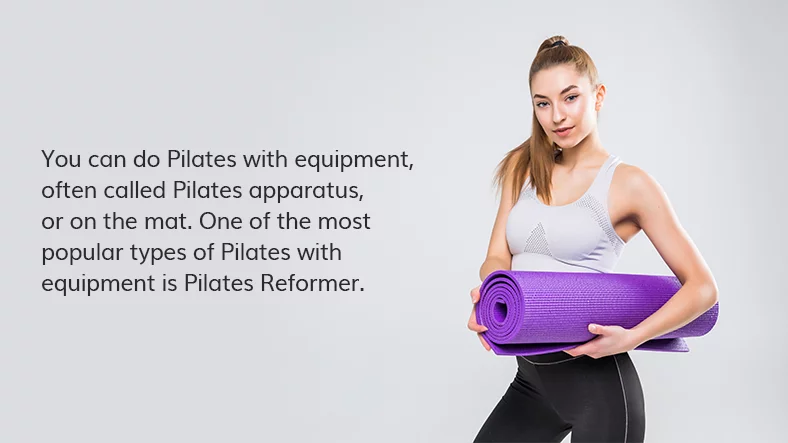 You can do Pilates with equipment,
often called Pilates apparatus,
or on the mat. One of the most
popular types of Pilates with
equipment is Pilates Reformer.